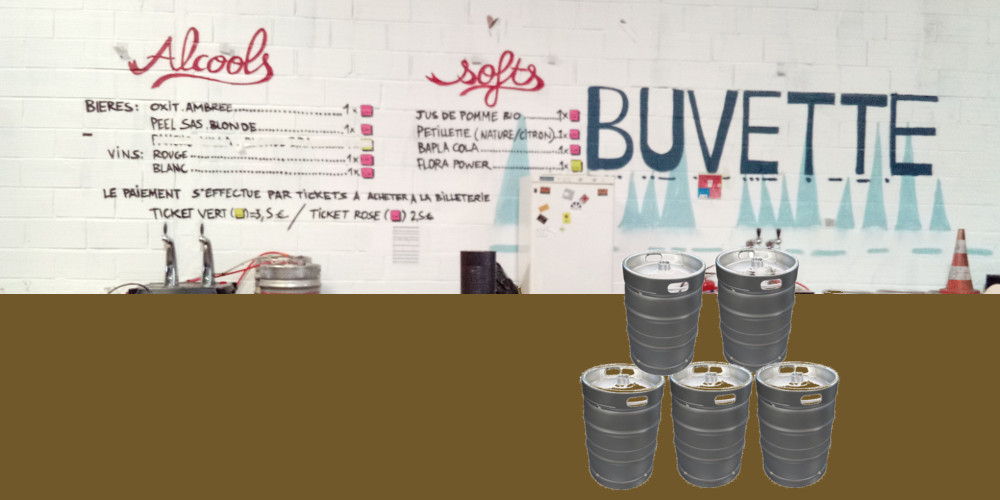 Alcools
BIERES: OXIT. AMBREE 1x
PEEL SAS BLONDE 1x
VINS: ROUGE 1x
BLANC 1x
LE PAIEMENT S'EFFECTUE PAR TICKETS À ACHETER À LA BILLETERIE
TICKET VERT ( )=3,5€ / TICKET ROSE ( ) 2,5€
softs
JUS DE POMME BIO 1x
PETILLETTE (NATURE/CITRON) 1x
BAPLA COLA 1x
FLORA POWER 1x
BUVETTE